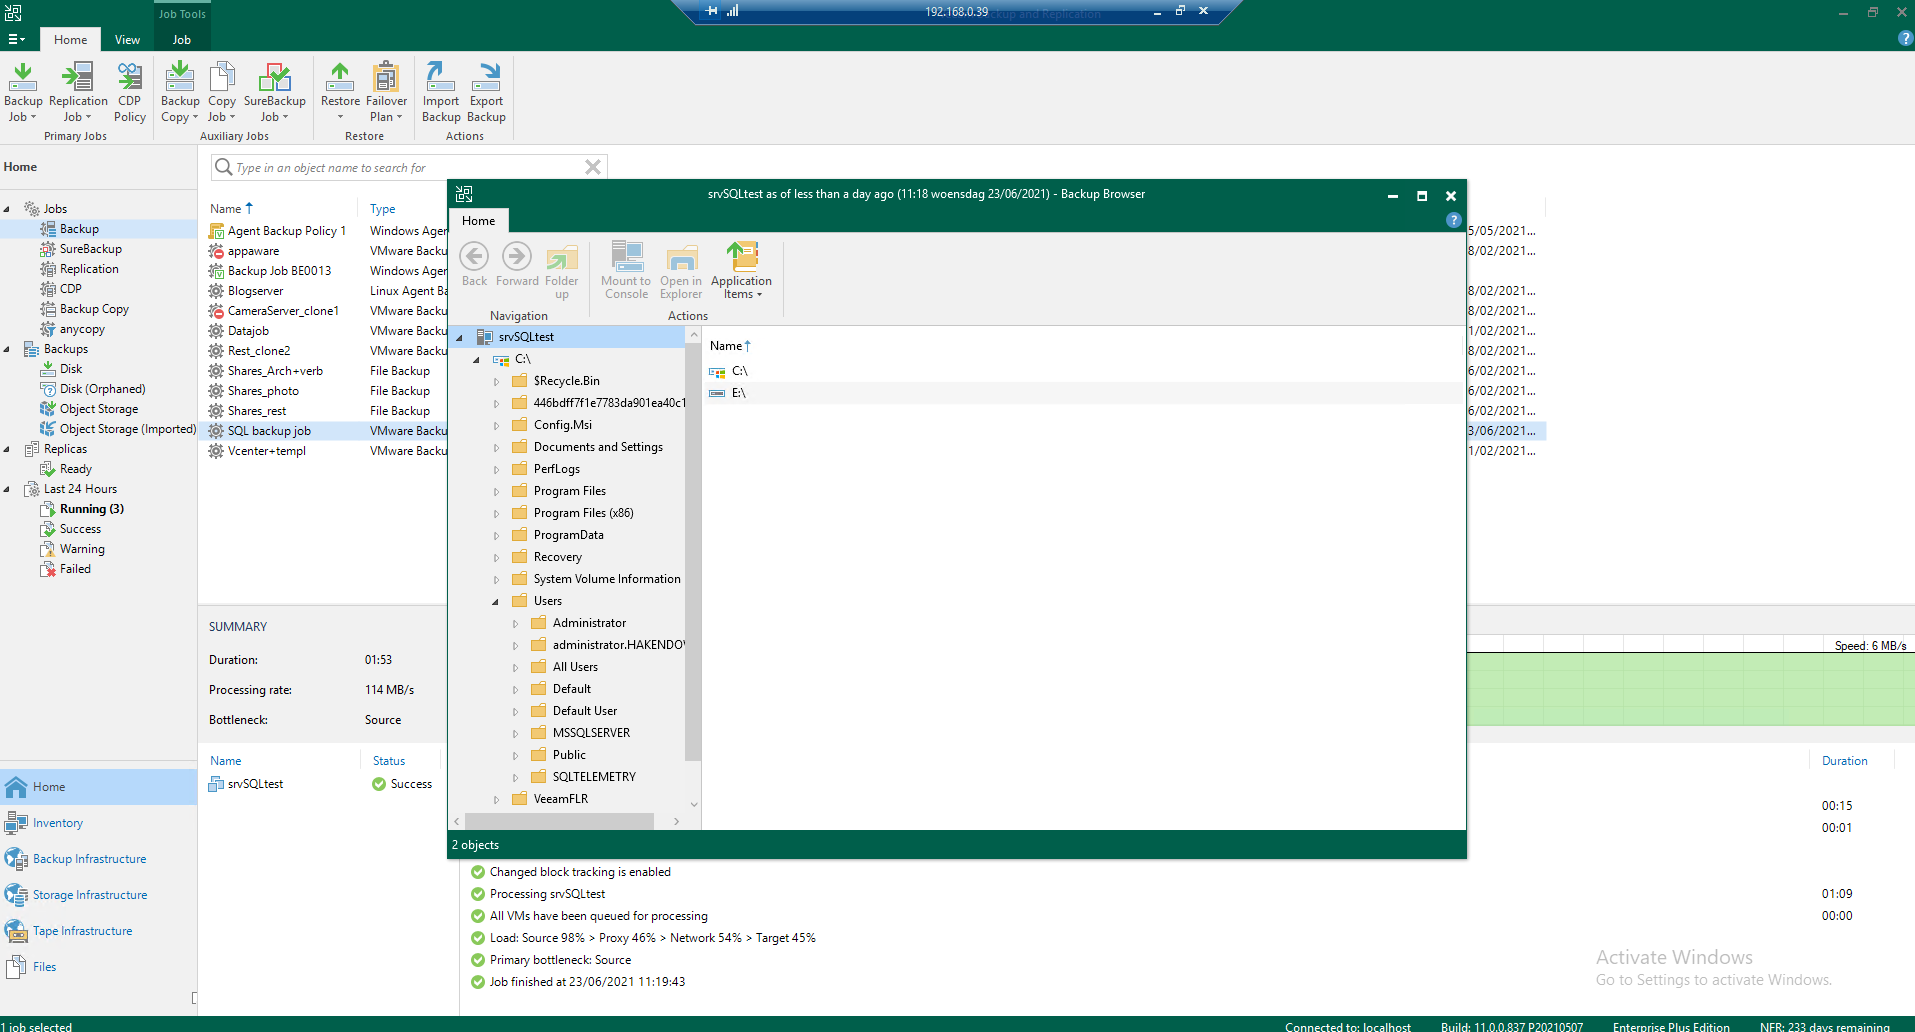 Job Tools
192.168.0.39
Home
View
Job
Backup Job
Replication Job
CDP Policy
Primary Jobs
Backup Copy
Copy Job
SureBackup Job
Auxiliary Jobs
Restore
Failover Plan
Restore
Import Backup
Export Backup
Actions
Home
Type in an object name to search for
Jobs
Backup
SureBackup
Replication
CDP
Backup Copy
anycopy
Backups
Disk
Disk (Orphaned)
Object Storage
Object Storage (Imported)
Replicas
Ready
Last 24 Hours
Running (3)
Success
Warning
Failed
Home
Inventory
Backup Infrastructure
Storage Infrastructure
Tape Infrastructure
Files
Name Type
Agent Backup Policy 1 Windows Ager
appaware VMware Backu
Backup Job BE0013 Windows Ager
Blogserver Linux Agent Ba
CameraServer_clone1 VMware Backu
Datajob VMware Backu
Rest_clone2 VMware Backu
Shares_Arch+verb File Backup
Shares_photo File Backup
Shares_rest File Backup
SQL backup job VMware Backu
Vcenter+templ VMware Backu
5/05/2021...
8/02/2021...
8/02/2021...
8/02/2021...
1/02/2021...
8/02/2021...
6/02/2021...
6/02/2021...
6/02/2021...
3/06/2021...
1/02/2021...
srvSQLtest as of less than a day ago (11:18 woensdag 23/06/2021) - Backup Browser
Home
Back
Forward
Folder up
Navigation
Mount to Console
Open in Explorer
Application Items
Actions
srvSQLtest
C:\
$Recycle.Bin
446bdff7f1e7783da901ea40c1
Config.Msi
Documents and Settings
PerfLogs
Program Files
Program Files (x86)
ProgramData
Recovery
System Volume Information
Users
Administrator
administrator.HAKENDO
All Users
Default
Default User
MSSQLSERVER
Public
SQLTELEMETRY
VeeamFLR
Name
C:\
E:\
2 objects
SUMMARY
Duration: 01:53
Processing rate: 114 MB/s
Bottleneck: Source
Speed: 6 MB/s
Name Status
srvSQLtest Success
Duration
00:15
00:01
Changed block tracking is enabled
Processing srvSQLtest 01:09
All VMs have been queued for processing 00:00
Load: Source 98% > Proxy 46% > Network 54% > Target 45%
Primary bottleneck: Source
Job finished at 23/06/2021 11:19:43
Activate Windows
Go to Settings to activate Windows.
1 job selected
Connected to: localhost
Build: 11.0.0.837 P20210507
Enterprise Plus Edition
NFR: 233 days remaining